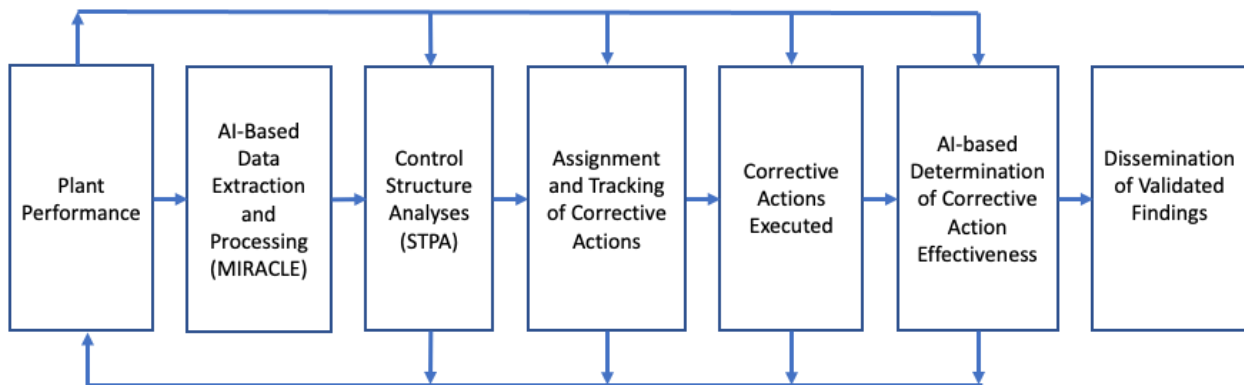 Plant
Performance
AI-Based
Data
Extraction
and
Processing
(MIRACLE)
Control
Structure
Analyses
(STPA)
Assignment
and Tracking
of Corrective
Actions
Corrective
Actions
Executed
AI-based
Determination
of Corrective
Action
Effectiveness
Dissemination
of Validated
Findings